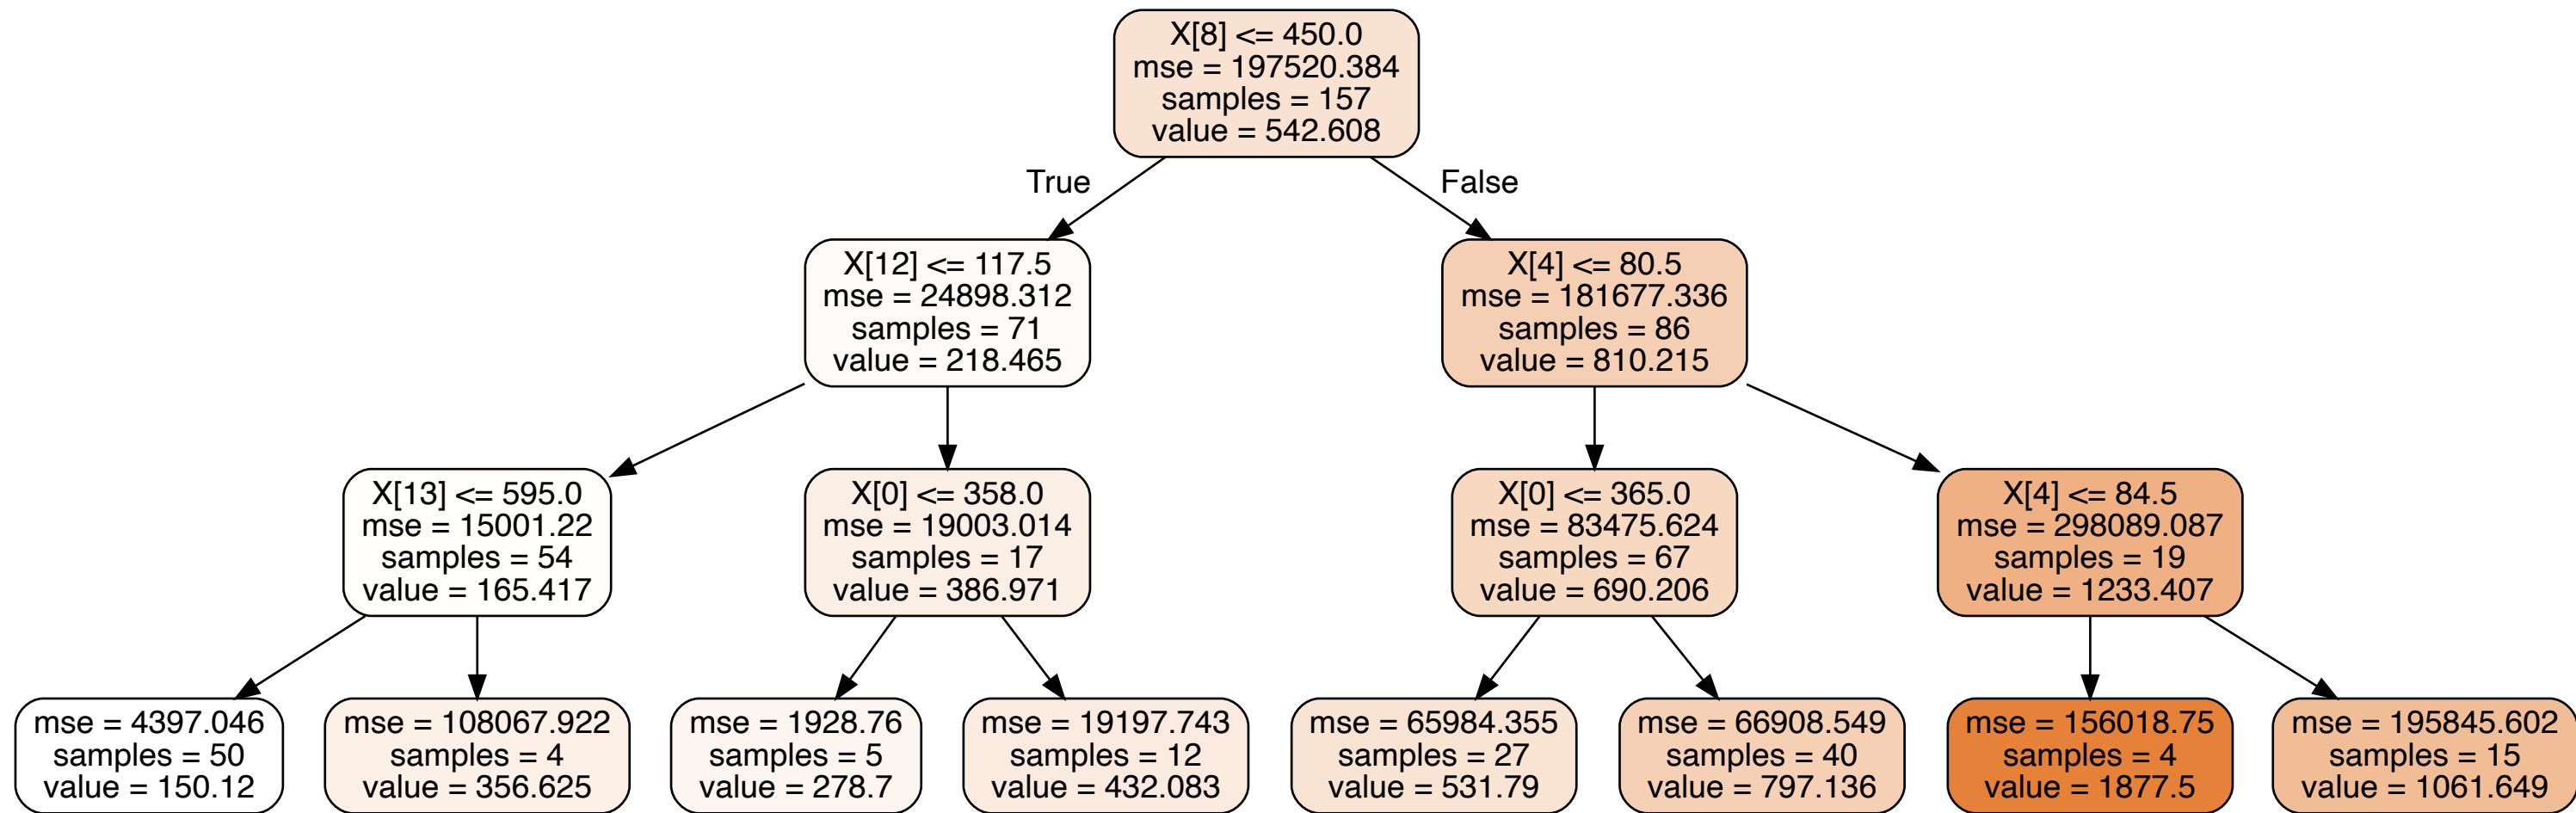 X[8] <= 450.0
mse = 197520.384
samples = 157
value = 542.608
True
False
X[12] <= 117.5
mse = 24898.312
samples = 71
value = 218.465
X[4] <= 80.5
mse = 181677.336
samples = 86
value = 810.215
X[13] <= 595.0
mse = 15001.22
samples = 54
value = 165.417
X[0] <= 358.0
mse = 19003.014
samples = 17
value = 386.971
X[0] <= 365.0
mse = 83475.624
samples = 67
value = 690.206
X[4] <= 84.5
mse = 298089.087
samples = 19
value = 1233.407
mse = 4397.046
samples = 50
value = 150.12
mse = 108067.922
samples = 4
value = 356.625
mse = 1928.76
samples = 5
value = 278.7
mse = 19197.743
samples = 12
value = 432.083
mse = 65984.355
samples = 27
value = 531.79
mse = 66908.549
samples = 40
value = 797.136
mse = 156018.75
samples = 4
value = 1877.5
mse = 195845.602
samples = 15
value = 1061.649